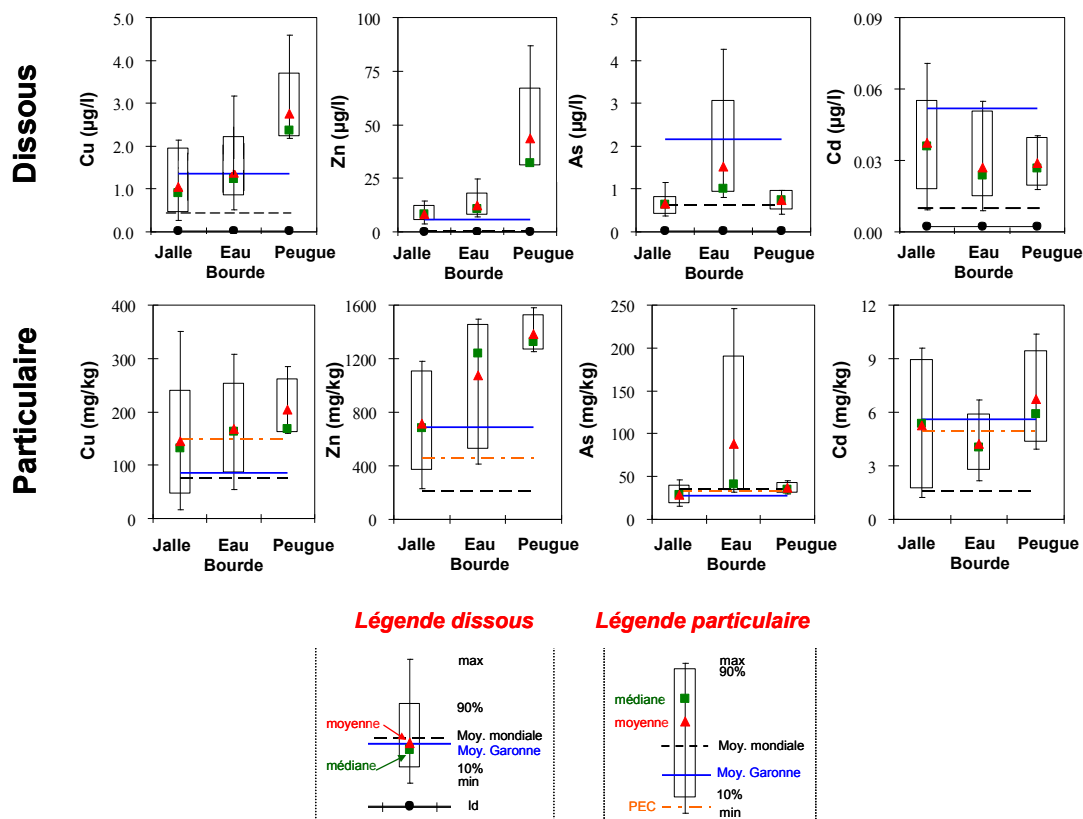 Dissous
Cu (µg/l)
5.0
4.0
3.0
2.0
1.0
0.0
Jalle Eau Bourde Peugue
Zn (µg/l)
100
75
50
25
0
Jalle Eau Bourde Peugue
As (µg/l)
5
4
3
2
1
0
Jalle Eau Bourde Peugue
Cd (µg/l)
0.09
0.06
0.03
0.00
Jalle Eau Bourde Peugue
Particulaire
Cu (mg/kg)
400
300
200
100
0
Jalle Eau Bourde Peugue
Zn (mg/kg)
1600
1200
800
400
0
Jalle Eau Bourde Peugue
As (mg/kg)
250
200
150
100
50
0
Jalle Eau Bourde Peugue
Cd (mg/kg)
12
9
6
3
0
Jalle Eau Bourde Peugue
Légende dissous
max
90%
moyenne
Moy. mondiale
Moy. Garonne
médiane
10%
min
ld
Légende particulaire
max
90%
médiane
moyenne
Moy. mondiale
Moy. Garonne
10%
PEC
min